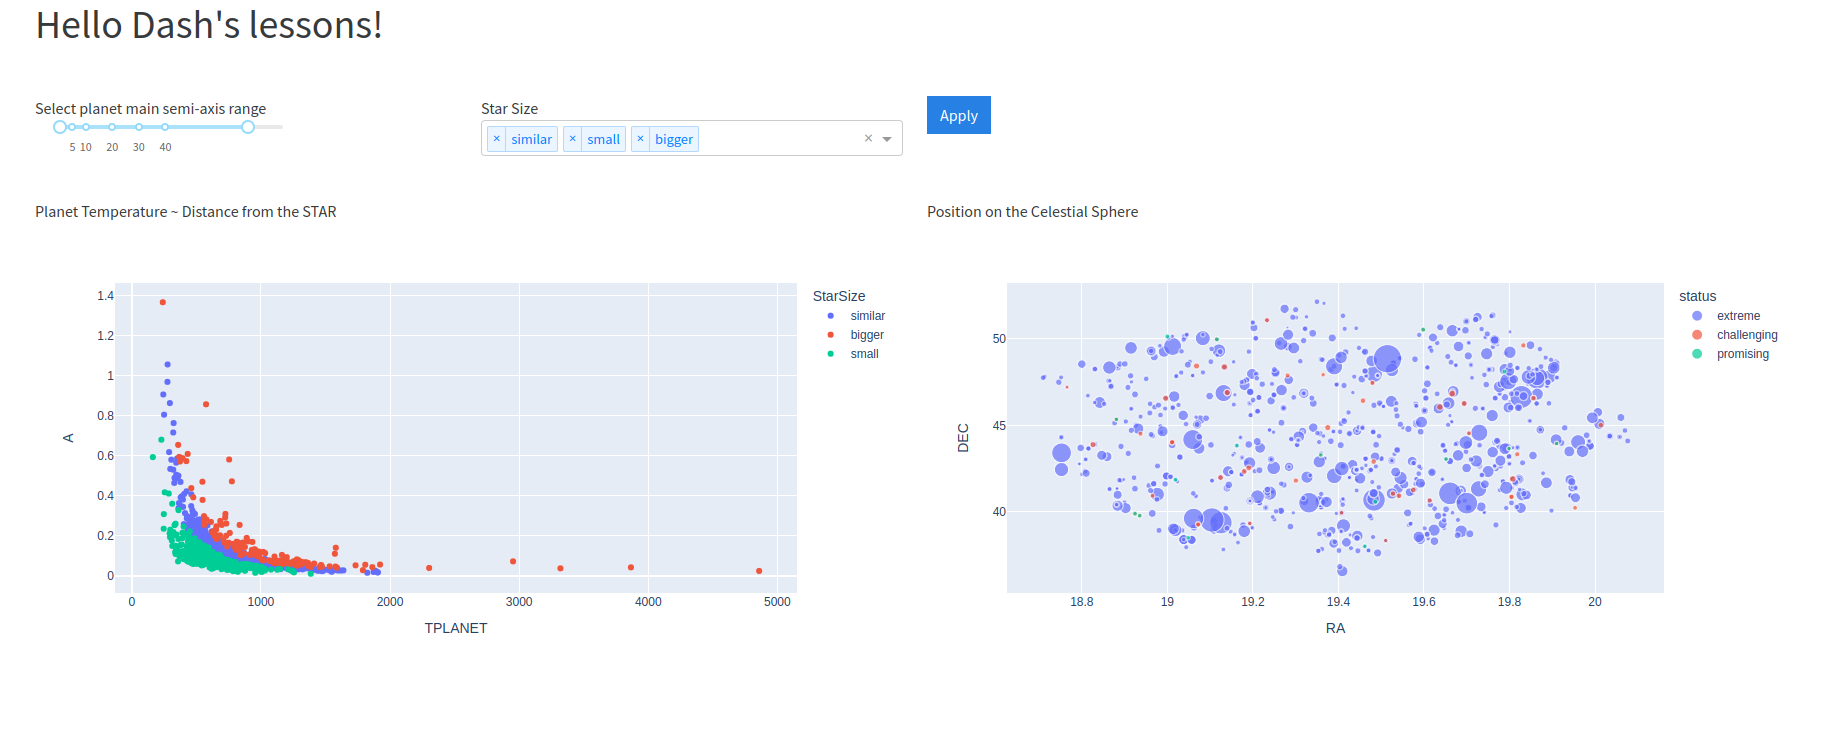 Hello Dash's lessons!
Select planet main semi-axis range
5 10 20 30 40
Star Size
× similar × small × bigger ×
Apply
Planet Temperature ~ Distance from the STAR
1.4
1.2
1
0.8
0.6
0.4
0.2
0
A
0 1000 2000 3000 4000 5000
TPLANET
StarSize
similar
bigger
small
Position on the Celestial Sphere
50
45
40
DEC
18.8 19 19.2 19.4 19.6 19.8 20
RA
status
extreme
challenging
promising